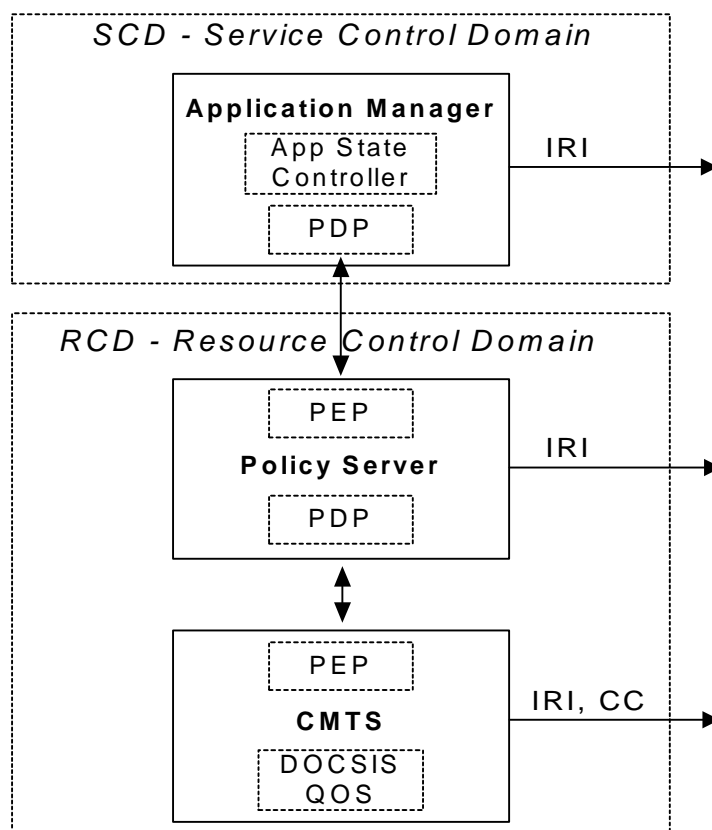 SCD - Service Control Domain
Application Manager
App State
Controller
IRI
PDP
RCD - Resource Control Domain
PEP
Policy Server
IRI
PDP
PEP
IRI, CC
CMTS
DOCSIS
QOS